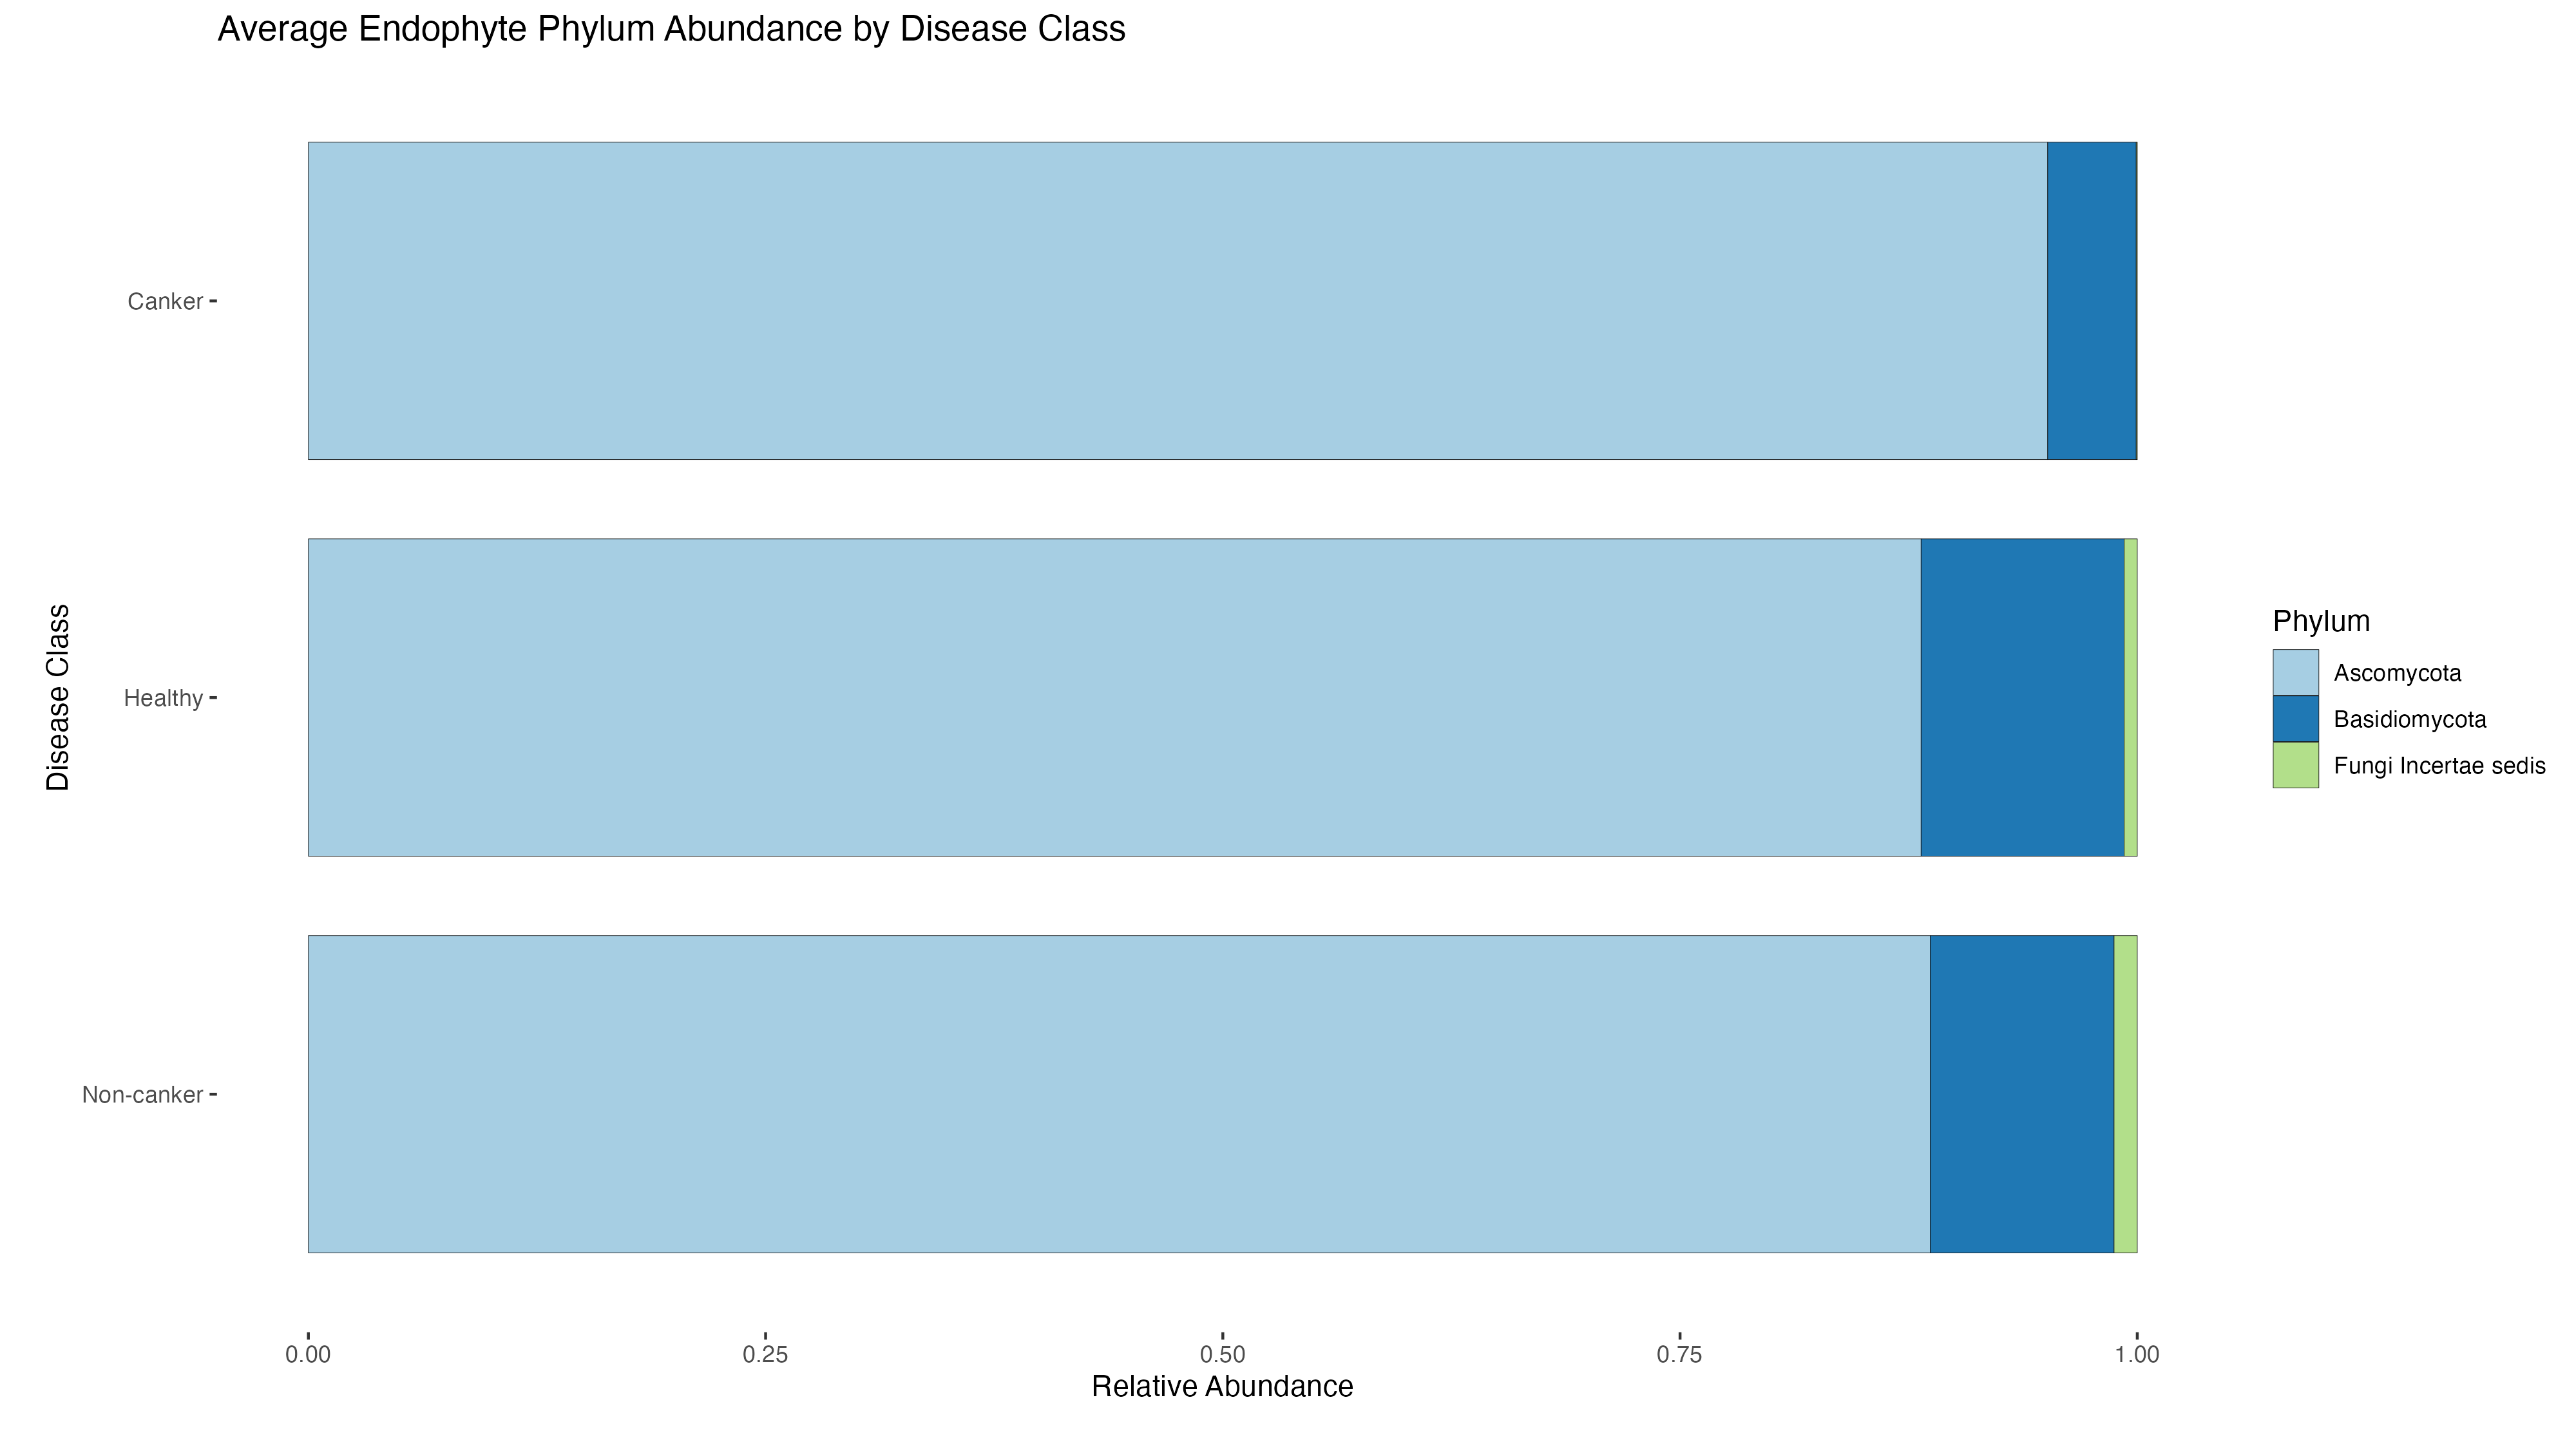 Average Endophyte Phylum Abundance by Disease Class
Canker
Healthy
Non-canker
Disease Class
0.00
0.25
0.50
0.75
1.00
Relative Abundance
Phylum
Ascomycota
Basidiomycota
Fungi Incertae sedis